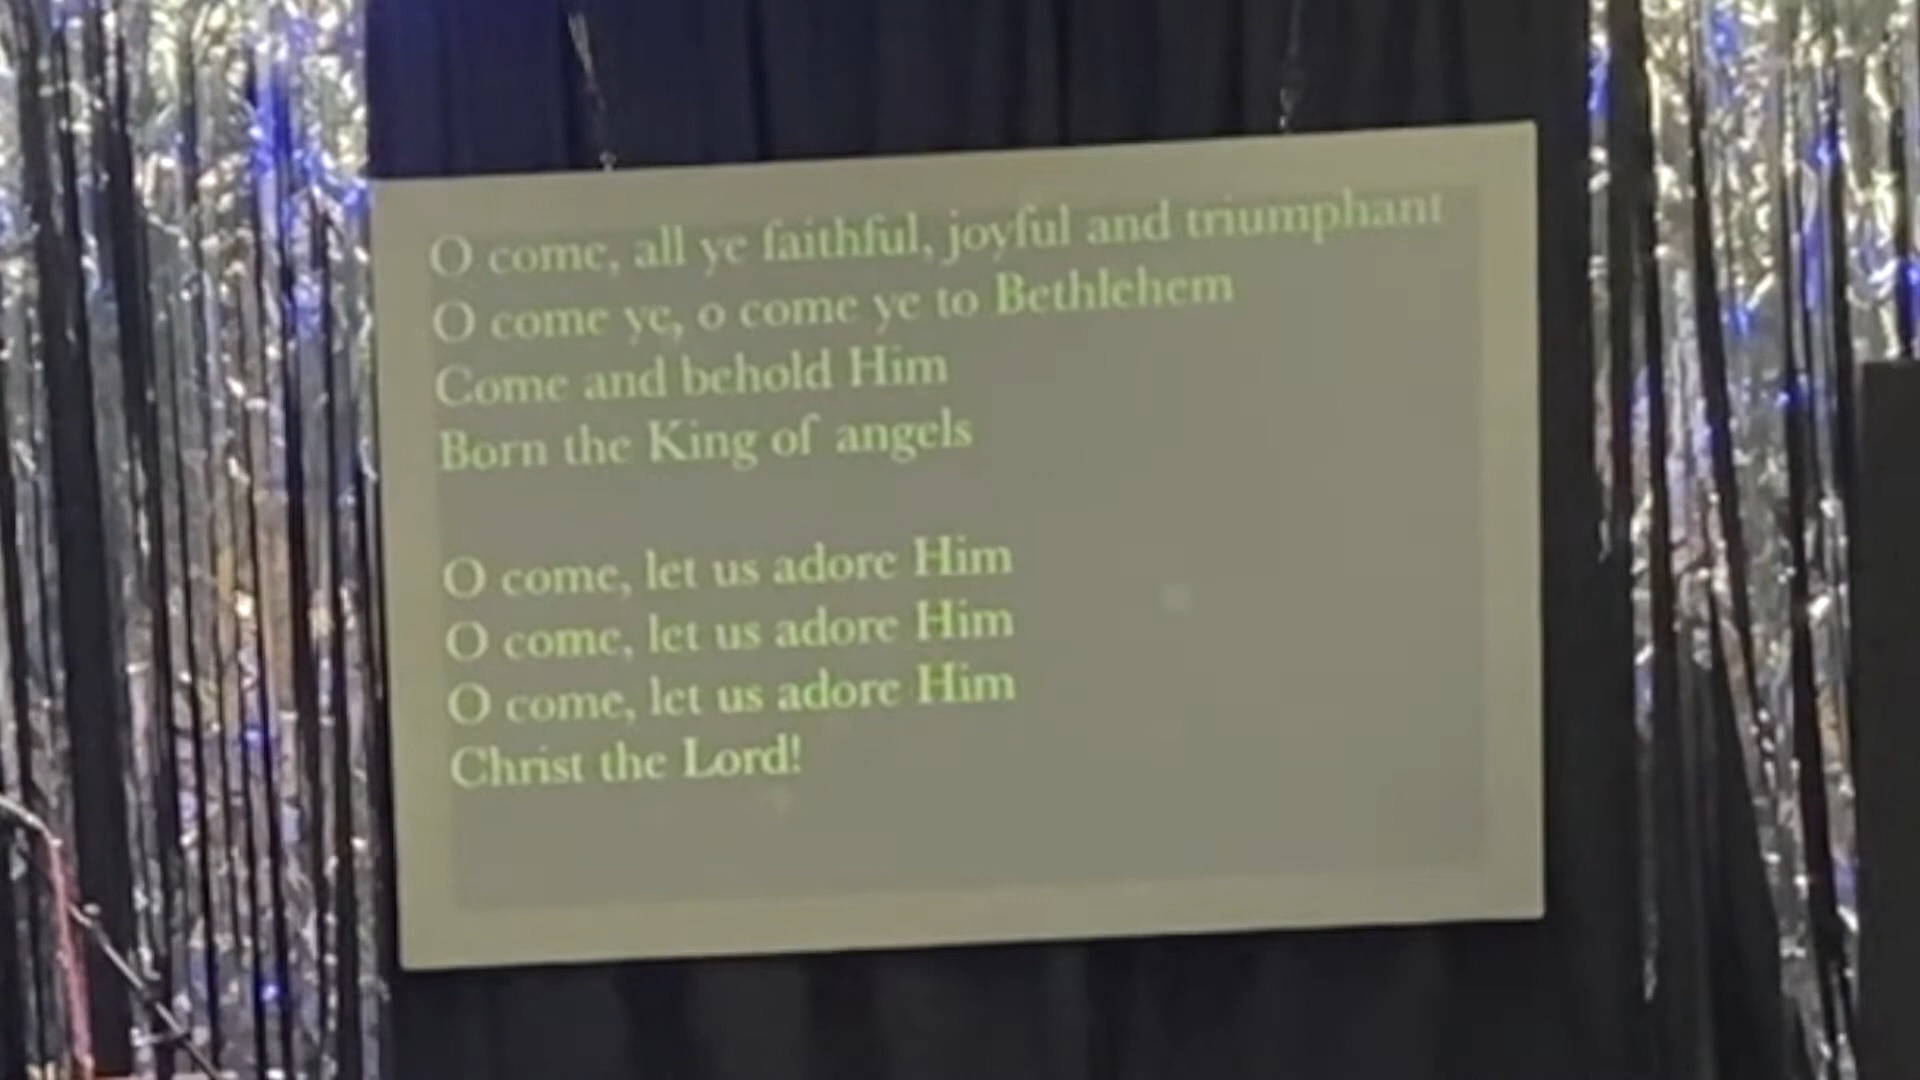 O come, all ye faithful, joyful and triumphant
O come ye, o come ye to Bethlehem
Come and behold Him
Born the King of angels
O come, let us adore Him
O come, let us adore Him
O come, let us adore Him
Christ the Lord!